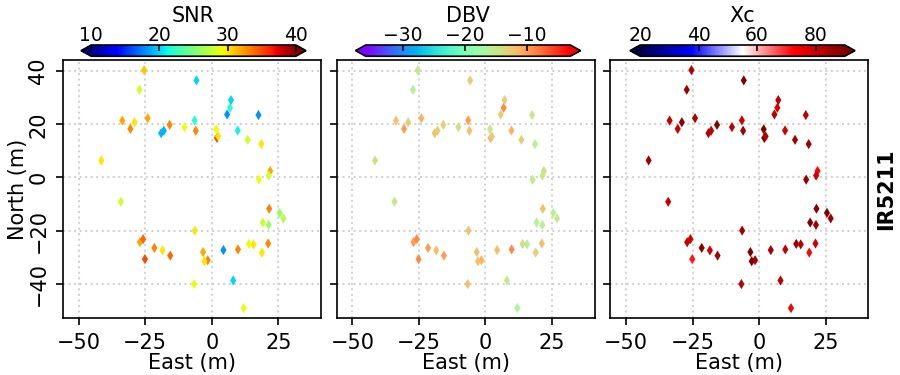 SNR DBV Xc
10 20 30 40 −30 −20 −10 20 40 60 80
North (m)
40
20
0
−20
−40
−50 −25 0 25 −50 −25 0 25 −50 −25 0 25
East (m) East (m) East (m)
IR5211